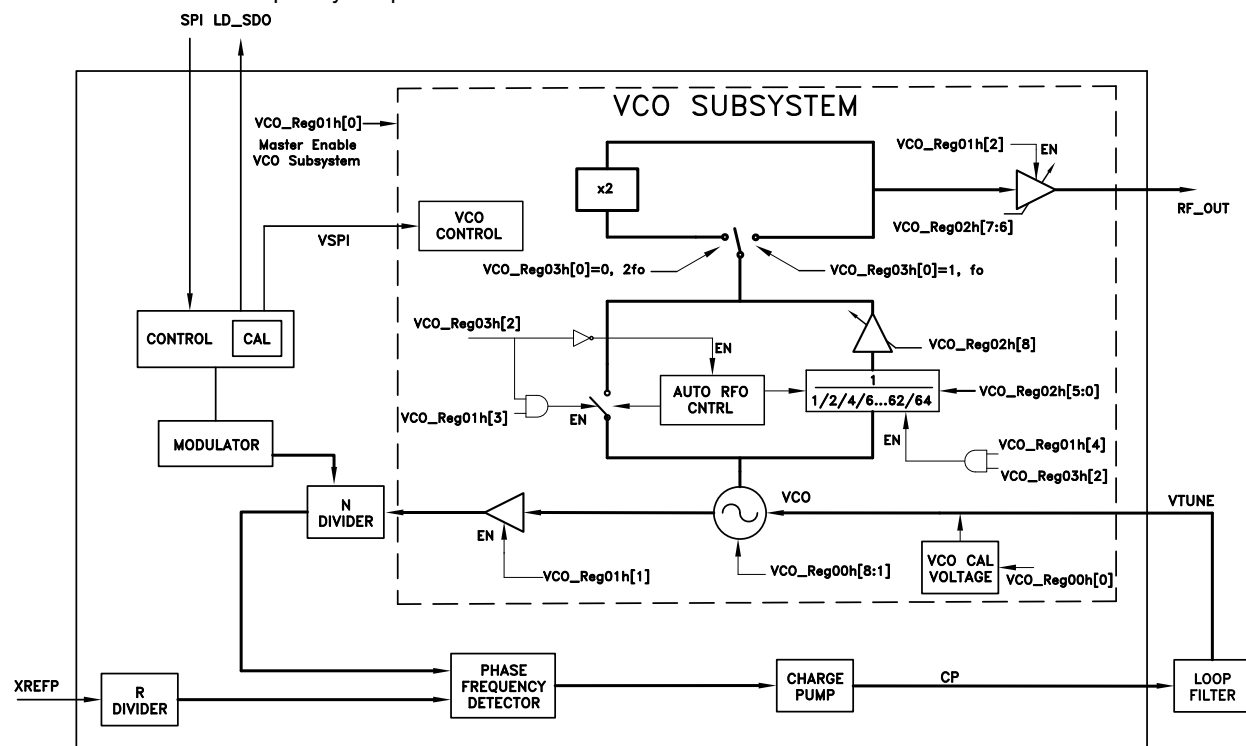 SPI LD_SDO
VCO SUBSYSTEM
VCO_Reg01h[0]
Master Enable
VCO Subsystem
VCO_Reg01h[2]
EN
x2
RF_OUT
VCO_Reg02h[7:6]
VCO
CONTROL
VSPI
VCO_Reg03h[0]=0, 2fo
VCO_Reg03h[0]=1, fo
CONTROL
CAL
VCO_Reg03h[2]
EN
VCO_Reg02h[8]
AUTO RFO
CNTRL
1
1/2/4/6...62/64
VCO_Reg02h[5:0]
VCO_Reg01h[3]
EN
EN
VCO_Reg01h[4]
VCO_Reg03h[2]
MODULATOR
N
DIVIDER
EN
VCO
VTUNE
VCO_Reg01h[1]
VCO_Reg00h[8:1]
VCO CAL
VOLTAGE
VCO_Reg00h[0]
XREFP
R
DIVIDER
PHASE
FREQUENCY
DETECTOR
CHARGE
PUMP
CP
LOOP
FILTER